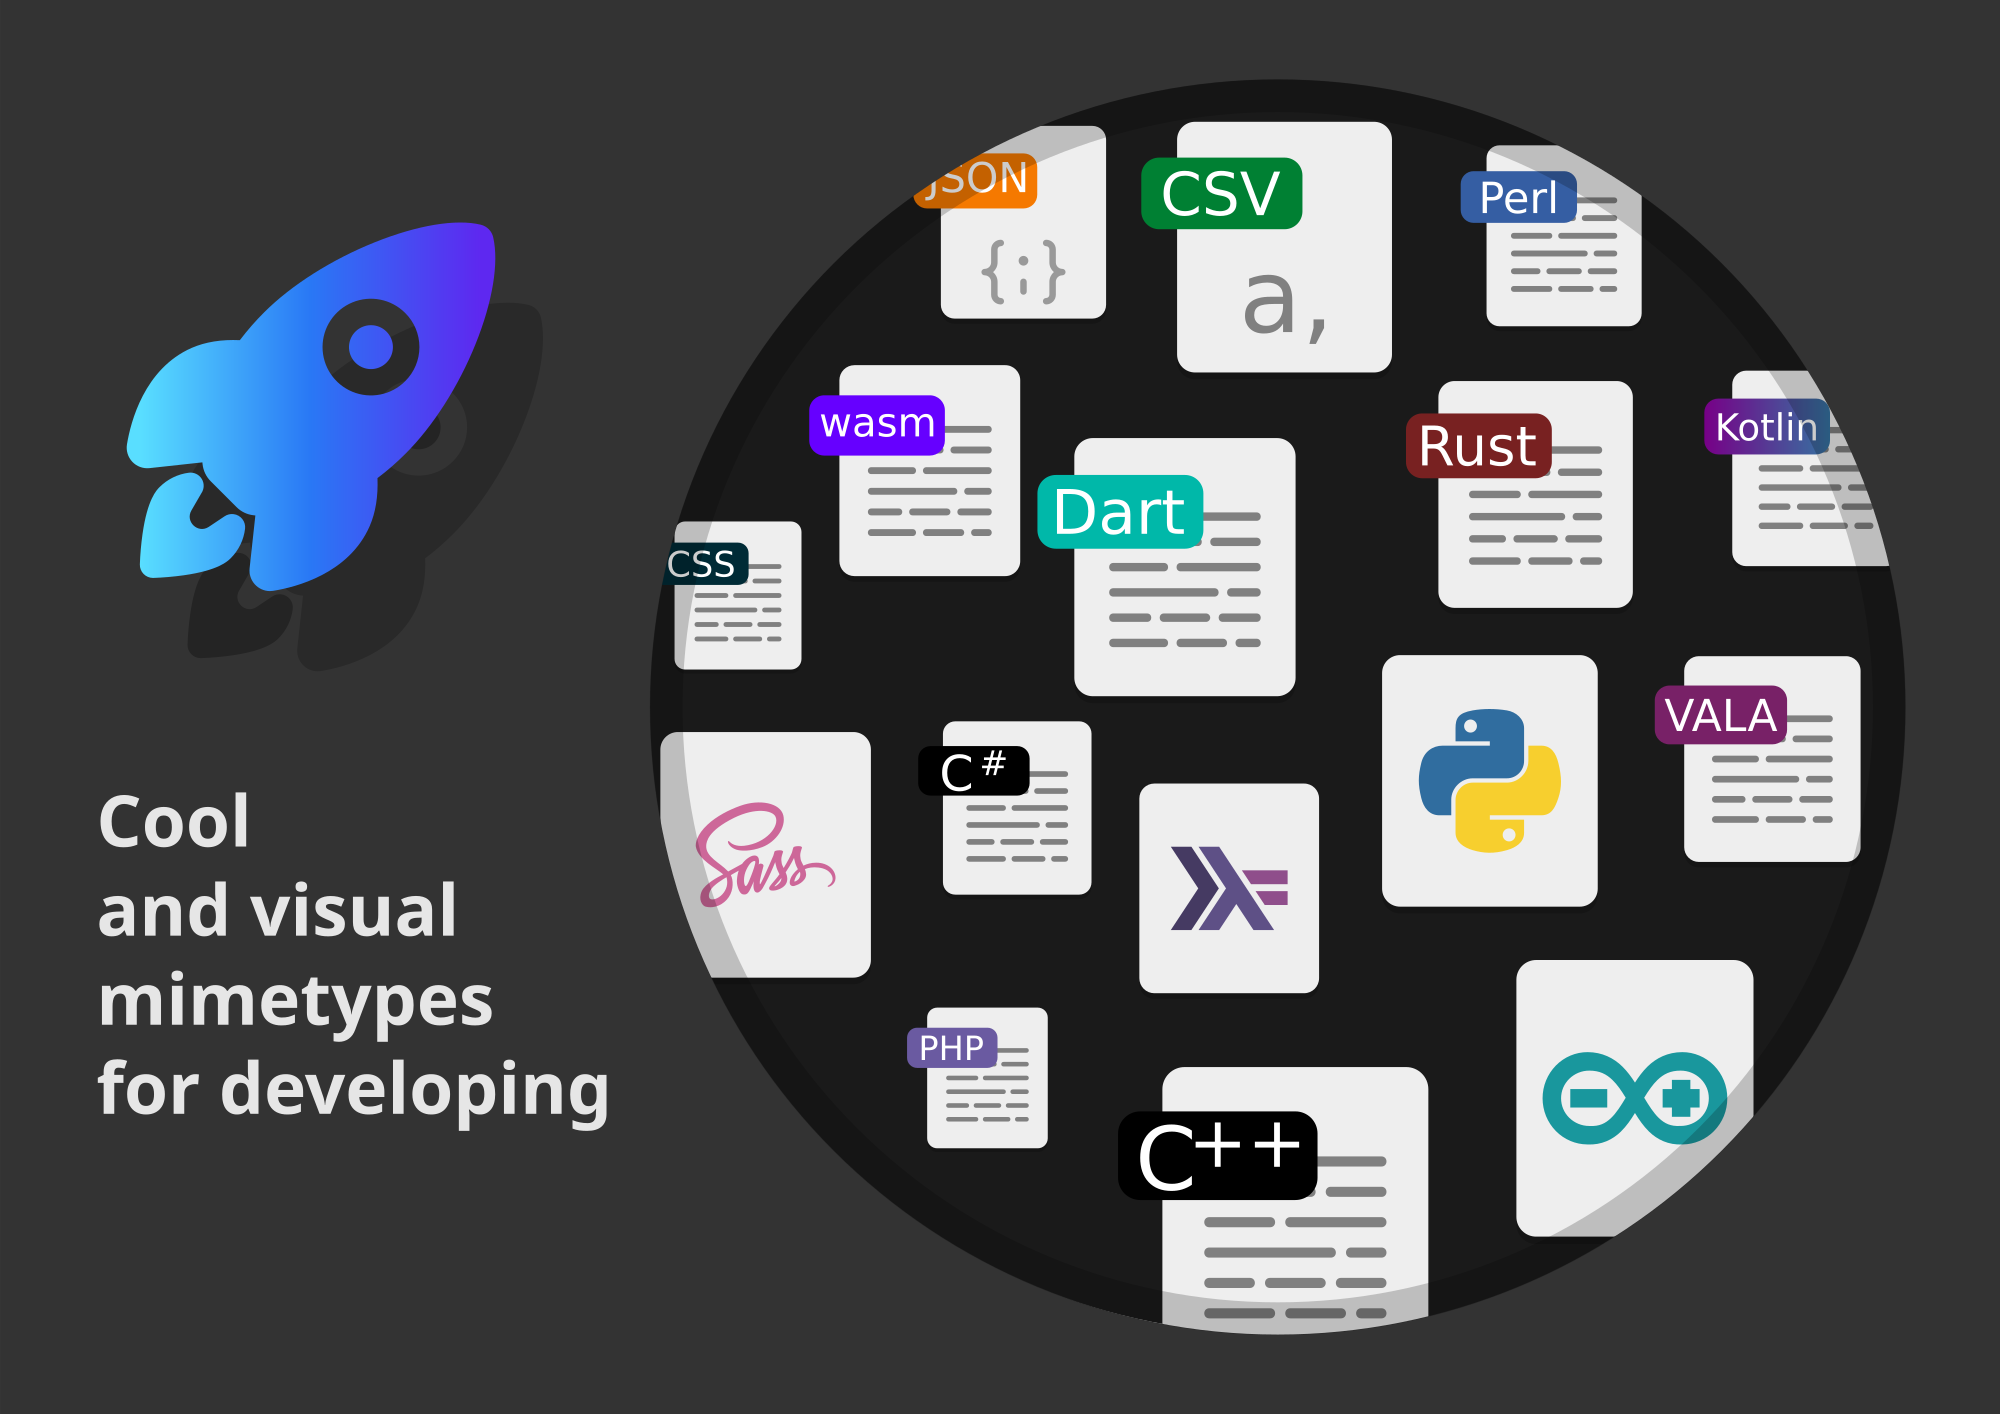 Cool
and visual
mimetypes
for developing
JSON
{;}
CSV
a,
Perl
wasm
Dart
Rust
Kotlin
CSS
C#
VALA
Sass
PHP
C++